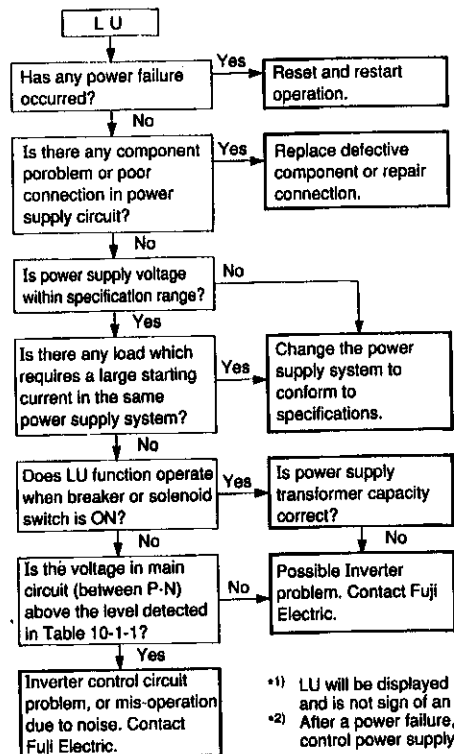 LU
Has any power failure
occurred?
Yes
Reset and restart
operation.
No
Is there any component
poroblem or poor
connection in power
supply circuit?
Yes
Replace defective
component or repair
connection.
No
Is power supply voltage
within specification range?
No
Yes
Is there any load which
requires a large starting
current in the same
power supply system?
Yes
Change the power
supply system to
conform to
specifications.
No
Does LU function operate
when breaker or solenoid
switch is ON?
Yes
Is power supply
transformer capacity
correct?
No
No
Is the voltage in main
circuit (between P-N)
above the level detected
in Table 10-1-1?
No
Possible Inverter
problem. Contact Fuji
Electric.
Yes
Inverter control circuit
problem, or mis-operation
due to noise. Contact
Fuji Electric.
*1) LU will be displayed
and is not sign of an
*2) After a power failure,
control power supply